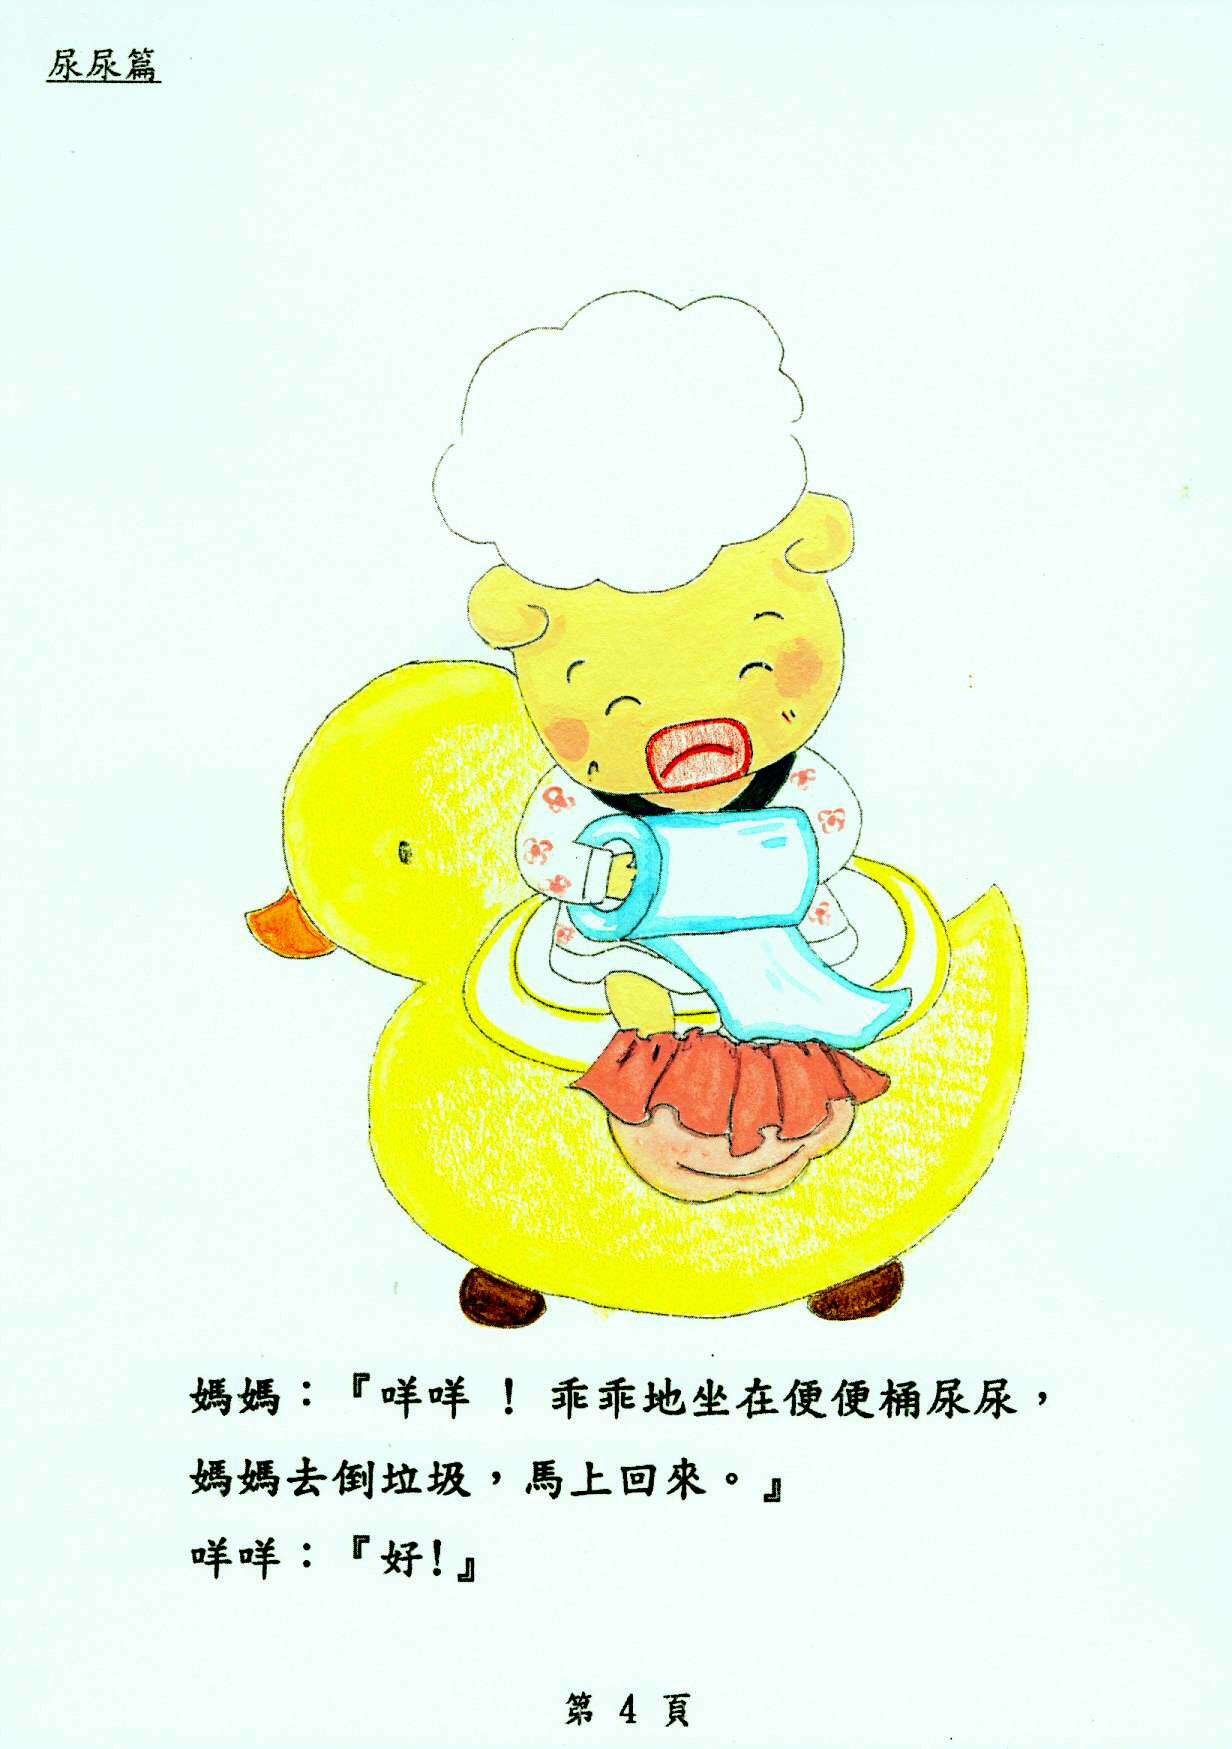 尿尿篇
媽媽：『咩咩 ！ 乖乖地坐在便便桶尿尿，
媽媽去倒垃圾，馬上回來。』
咩咩：『好!』
第 4 頁